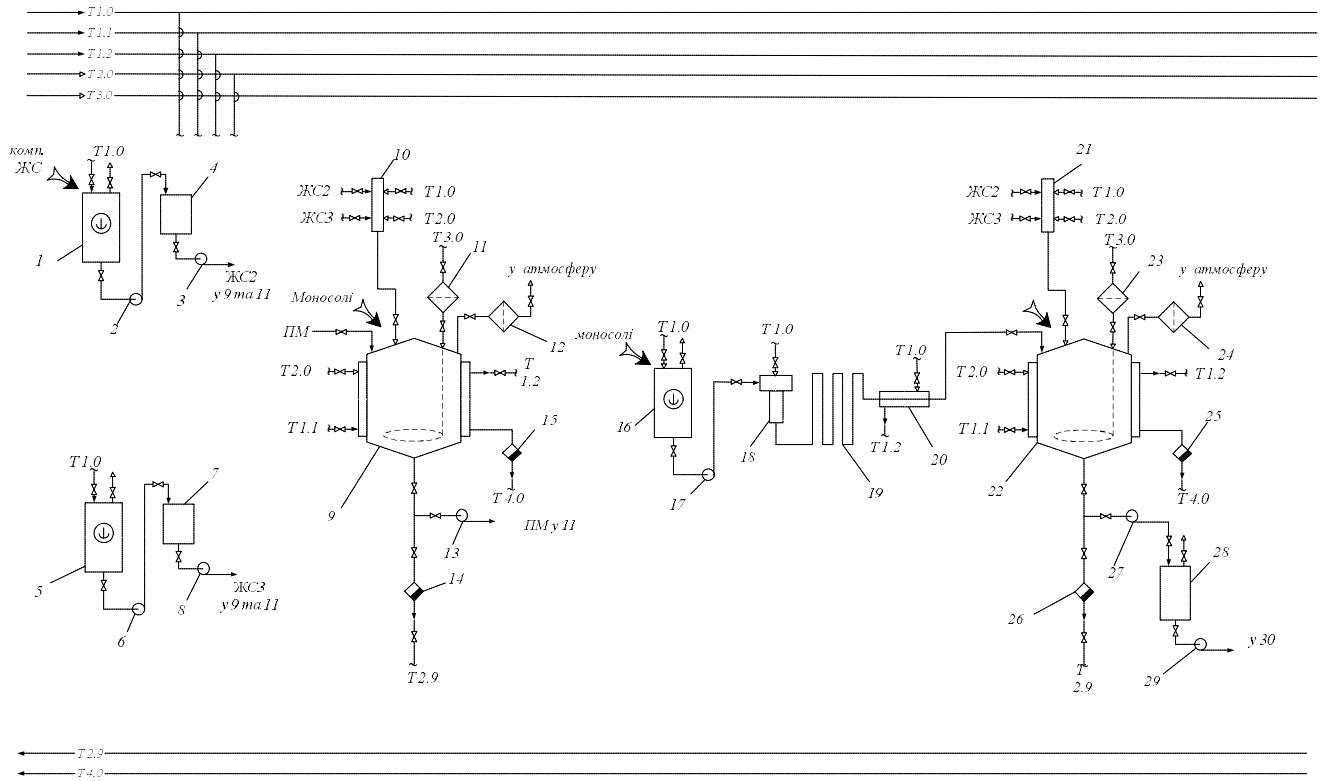 Т1.0
Т1.1
Т1.2
Т2.0
Т3.0
комп.
ЖС
Т1.0
4
1
2
3
ЖС2
у 9 та 11
10
ЖС2
Т1.0
ЖС3
Т2.0
Т3.0
11
у атмосферу
Моносолі
ПМ
12
Т2.0
Т
1.2
Т1.1
15
9
Т4.0
13
ПМ у 11
14
Т2.9
Т1.0
7
5
6
8
ЖС3
у 9 та 11
моносолі
Т1.0
Т1.0
Т1.0
16
17
18
19
Т1.2
20
21
ЖС2
Т1.0
ЖС3
Т2.0
Т3.0
23
у атмосферу
24
Т2.0
Т1.2
25
Т1.1
22
Т4.0
27
28
26
у 30
29
Т
2.9
Т2.9
Т4.0